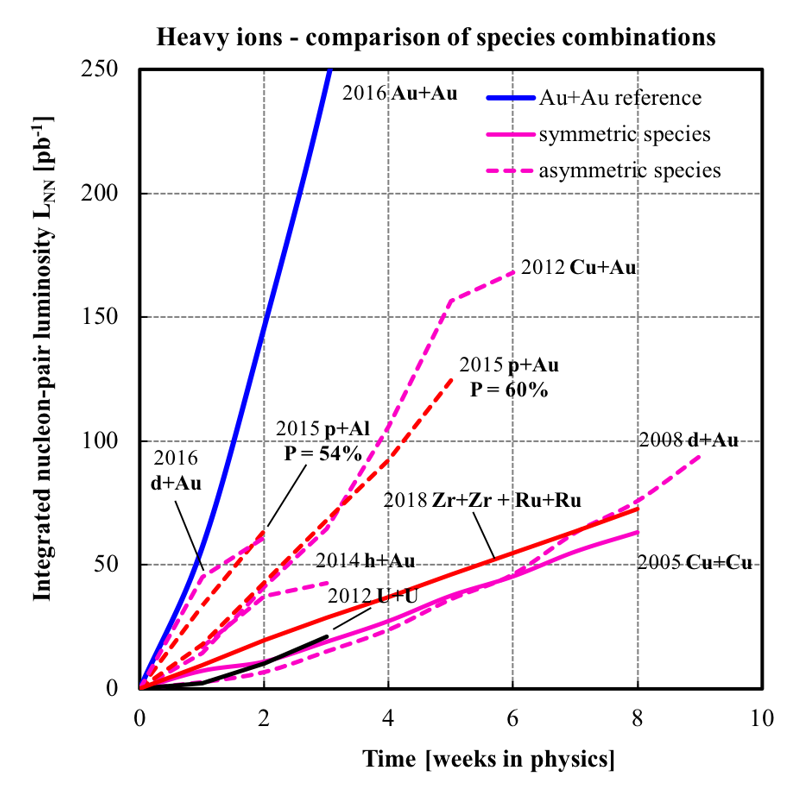 Heavy ions - comparison of species combinations
250
2016 Au+Au
Au+Au reference
symmetric species
asymmetric species
200
2012 Cu+Au
150
2015 p+Au
P = 60%
2015 p+Al
P = 54%
2016
d+Au
100
2008 d+Au
2018 Zr+Zr + Ru+Ru
50
2014 h+Au
2005 Cu+Cu
2012 U+U
0
0 2 4 6 8 10
Time [weeks in physics]
Integrated nucleon-pair luminosity L_NN [pb⁻¹]